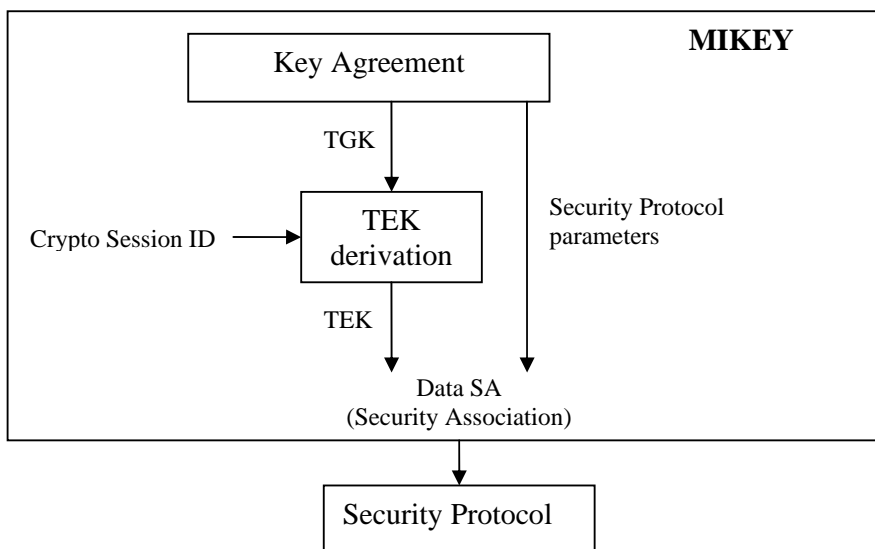 MIKEY
Key Agreement
TGK
Crypto Session ID
TEK
derivation
Security Protocol
parameters
TEK
Data SA
(Security Association)
Security Protocol